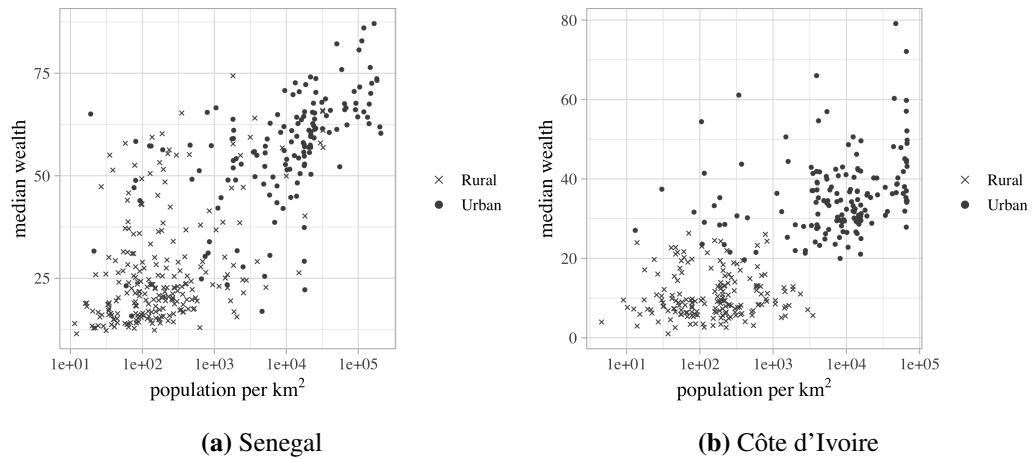 median wealth
75
50
25
1e+01 1e+02 1e+03 1e+04 1e+05
population per km²
Rural
Urban
(a) Senegal
median wealth
80
60
40
20
0
1e+01 1e+02 1e+03 1e+04 1e+05
population per km²
Rural
Urban
(b) Côte d'Ivoire